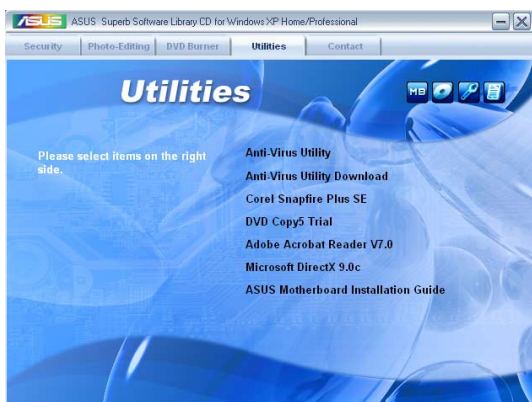 ASUS ASUS Superb Software Library CD for Windows XP Home/Professional
Security Photo-Editing DVD Burner Utilities Contact
Utilities
MB
Please select items on the right
side.
Anti-Virus Utility
Anti-Virus Utility Download
Corel Snapfire Plus SE
DVD Copy5 Trial
Adobe Acrobat Reader V7.0
Microsoft DirectX 9.0c
ASUS Motherboard Installation Guide